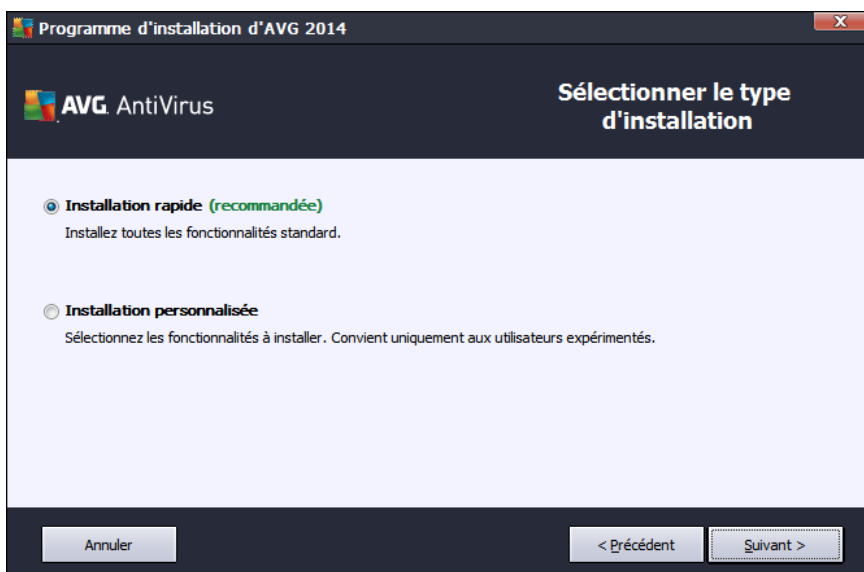 Programme d'installation d'AVG 2014
X
AVG. AntiVirus
Sélectionner le type
d'installation
Installation rapide (recommandée)
Installez toutes les fonctionnalités standard.
Installation personnalisée
Sélectionnez les fonctionnalités à installer. Convient uniquement aux utilisateurs expérimentés.
Annuler
< Précédent
Suivant >